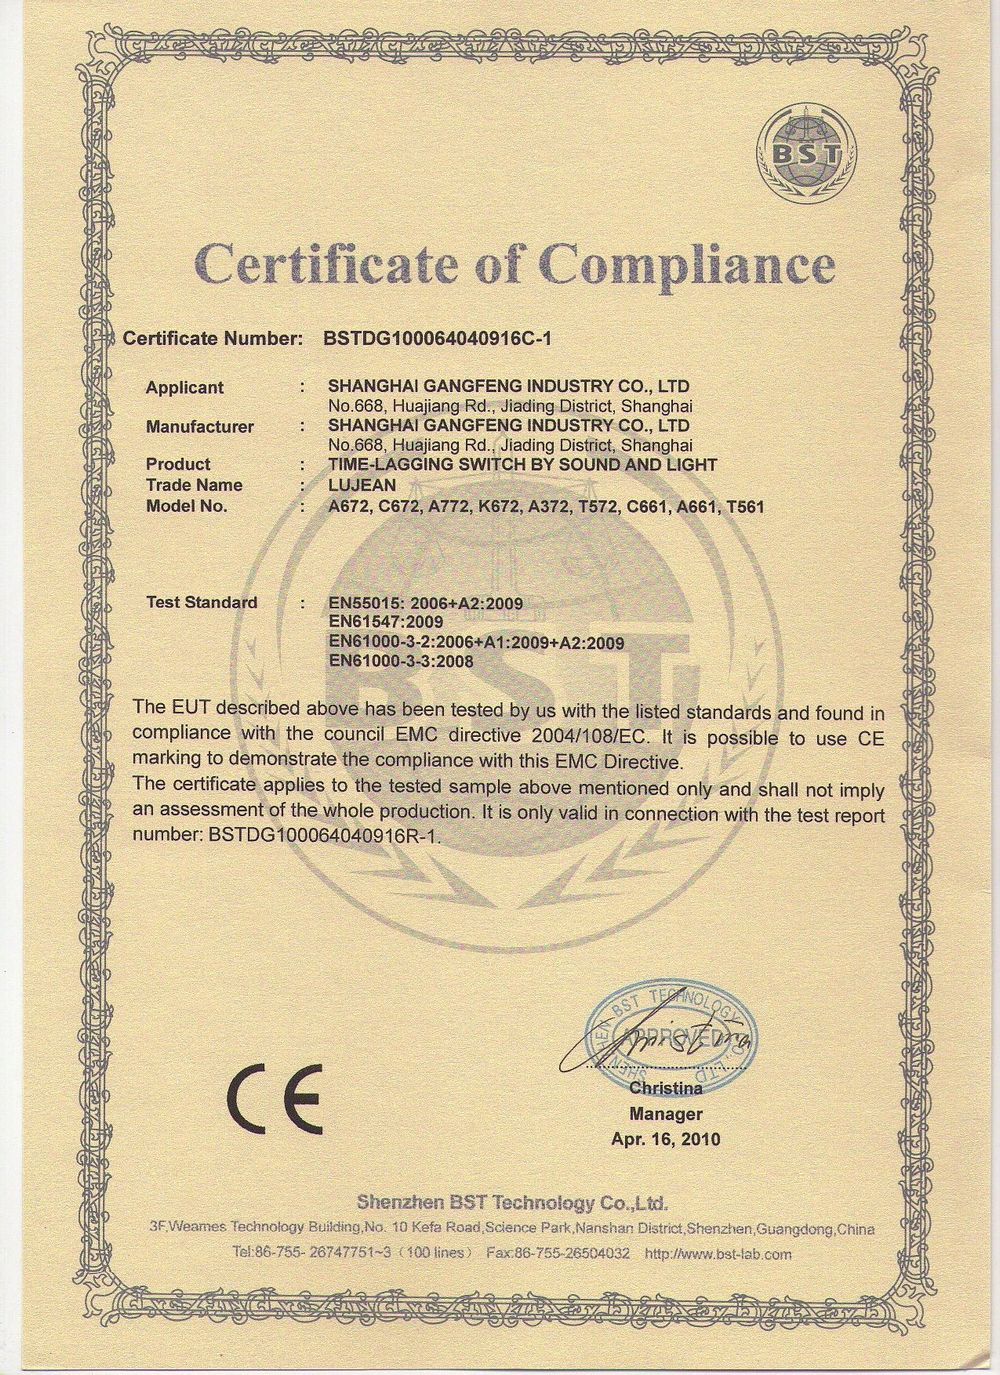 BST
Certificate of Compliance
Certificate Number: BSTDG100064040916C-1
Applicant : SHANGHAI GANGFENG INDUSTRY CO., LTD
No.668, Huajiang Rd., Jiading District, Shanghai
Manufacturer : SHANGHAI GANGFENG INDUSTRY CO., LTD
No.668, Huajiang Rd., Jiading District, Shanghai
Product : TIME-LAGGING SWITCH BY SOUND AND LIGHT
Trade Name : LUJEAN
Model No. : A672, C672, A772, K672, A372, T572, C661, A661, T561
Test Standard : EN55015: 2006+A2:2009
EN61547:2009
EN61000-3-2:2006+A1:2009+A2:2009
EN61000-3-3:2008
BST
The EUT described above has been tested by us with the listed standards and found in
compliance with the council EMC directive 2004/108/EC. It is possible to use CE
marking to demonstrate the compliance with this EMC Directive.
The certificate applies to the tested sample above mentioned only and shall not imply
an assessment of the whole production. It is only valid in connection with the test report
number: BSTDG100064040916R-1.
SHENZHEN BST TECHNOLOGY CO.,LTD
APPROVED
CE
Christina
Manager
Apr. 16, 2010
Shenzhen BST Technology Co.,Ltd.
3F,Weames Technology Building,No. 10 Kefa Road,Science Park,Nanshan District,Shenzhen,Guangdong,China
Tel:86-755- 26747751~3（100 lines） Fax:86-755-26504032 http://www.bst-lab.com